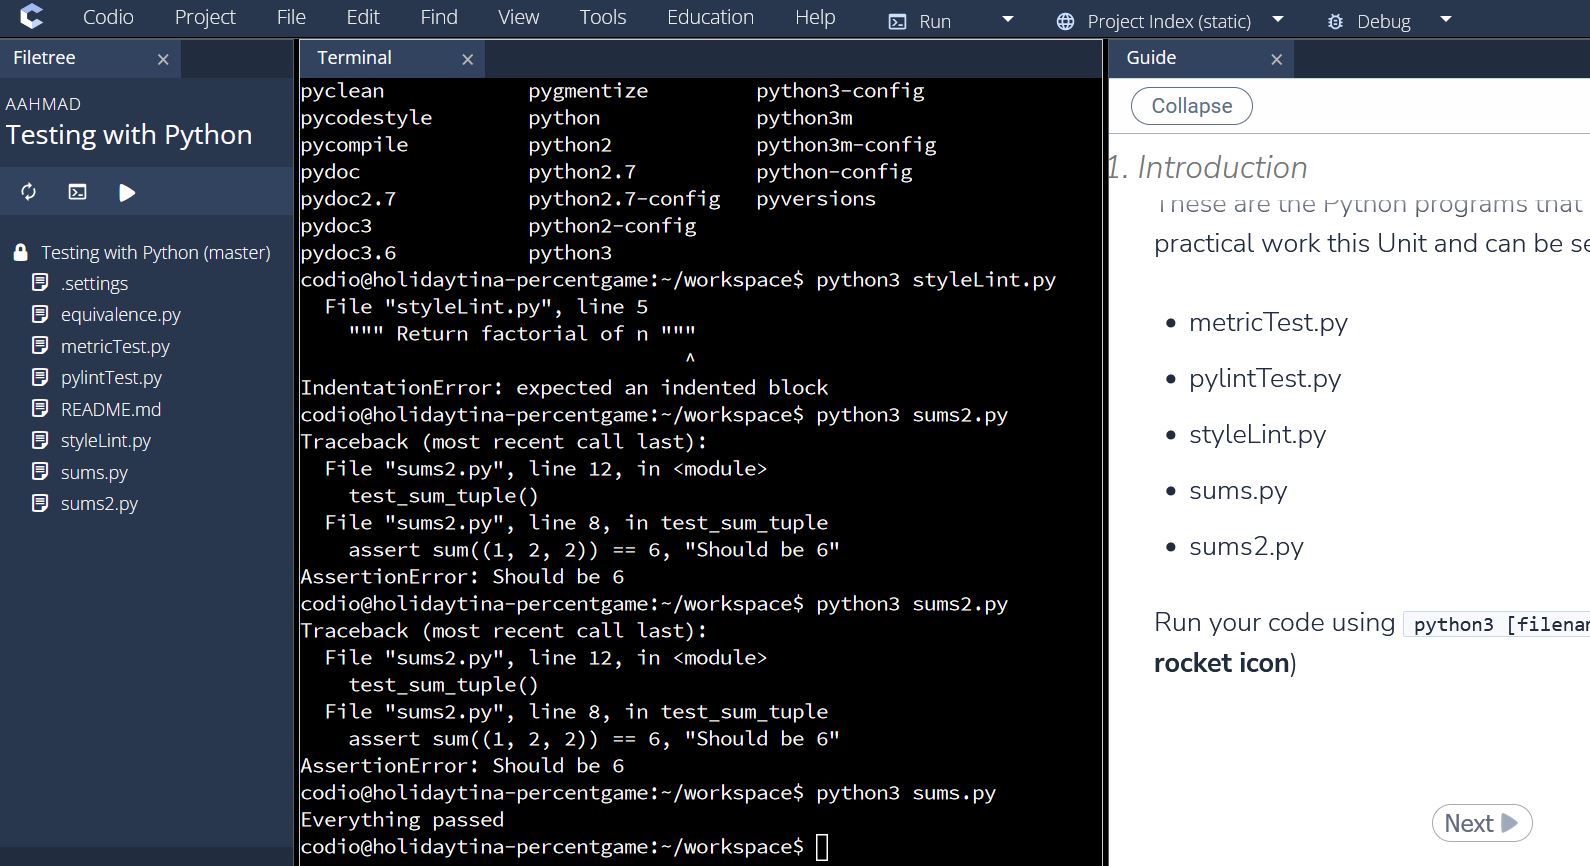 Codio Project File Edit Find View Tools Education Help Run Project Index (static) Debug
Filetree
AAHMAD
Testing with Python
Testing with Python (master)
.settings
equivalence.py
metricTest.py
pylintTest.py
README.md
styleLint.py
sums.py
sums2.py
Terminal
pyclean pygmentize python3-config
pycodestyle python python3m
pycompile python2 python3m-config
pydoc python2.7 python-config
pydoc2.7 python2.7-config pyversions
pydoc3 python2-config
pydoc3.6 python3
codio@holidaytina-percentgame:~/workspace$ python3 styleLint.py
File "styleLint.py", line 5
""" Return factorial of n """
^
IndentationError: expected an indented block
codio@holidaytina-percentgame:~/workspace$ python3 sums2.py
Traceback (most recent call last):
File "sums2.py", line 12, in <module>
test_sum_tuple()
File "sums2.py", line 8, in test_sum_tuple
assert sum((1, 2, 2)) == 6, "Should be 6"
AssertionError: Should be 6
codio@holidaytina-percentgame:~/workspace$ python3 sums2.py
Traceback (most recent call last):
File "sums2.py", line 12, in <module>
test_sum_tuple()
File "sums2.py", line 8, in test_sum_tuple
assert sum((1, 2, 2)) == 6, "Should be 6"
AssertionError: Should be 6
codio@holidaytina-percentgame:~/workspace$ python3 sums.py
Everything passed
codio@holidaytina-percentgame:~/workspace$
Guide
Collapse
1. Introduction
These are the Python programs that
practical work this Unit and can be se
• metricTest.py
• pylintTest.py
• styleLint.py
• sums.py
• sums2.py
Run your code using python3 [filenam
rocket icon)
Next